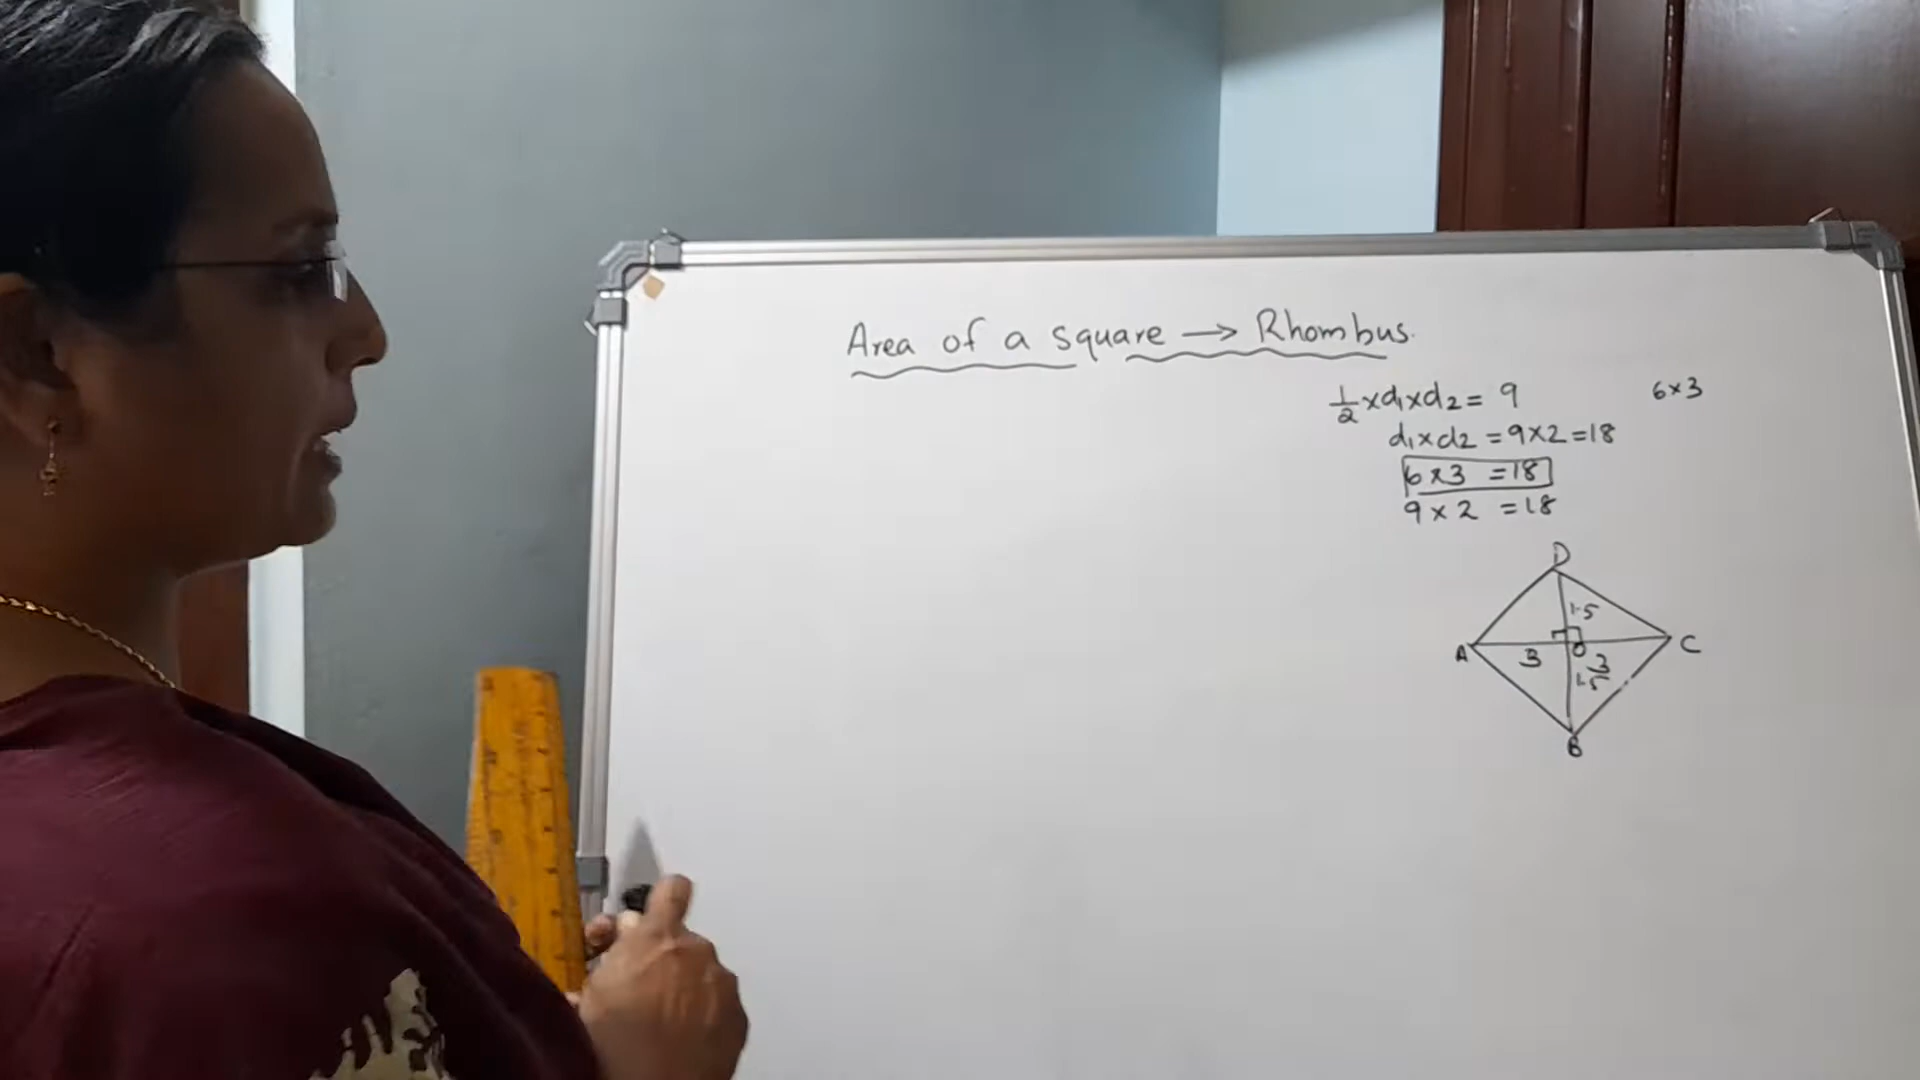 Area of a square → Rhombus.
1/2 × d₁ × d₂ = 9
6 × 3
d₁ × d₂ = 9 × 2 = 18
6 × 3 = 18
9 × 2 = 18
D
1.5
A
3
O
3
C
1.5
B